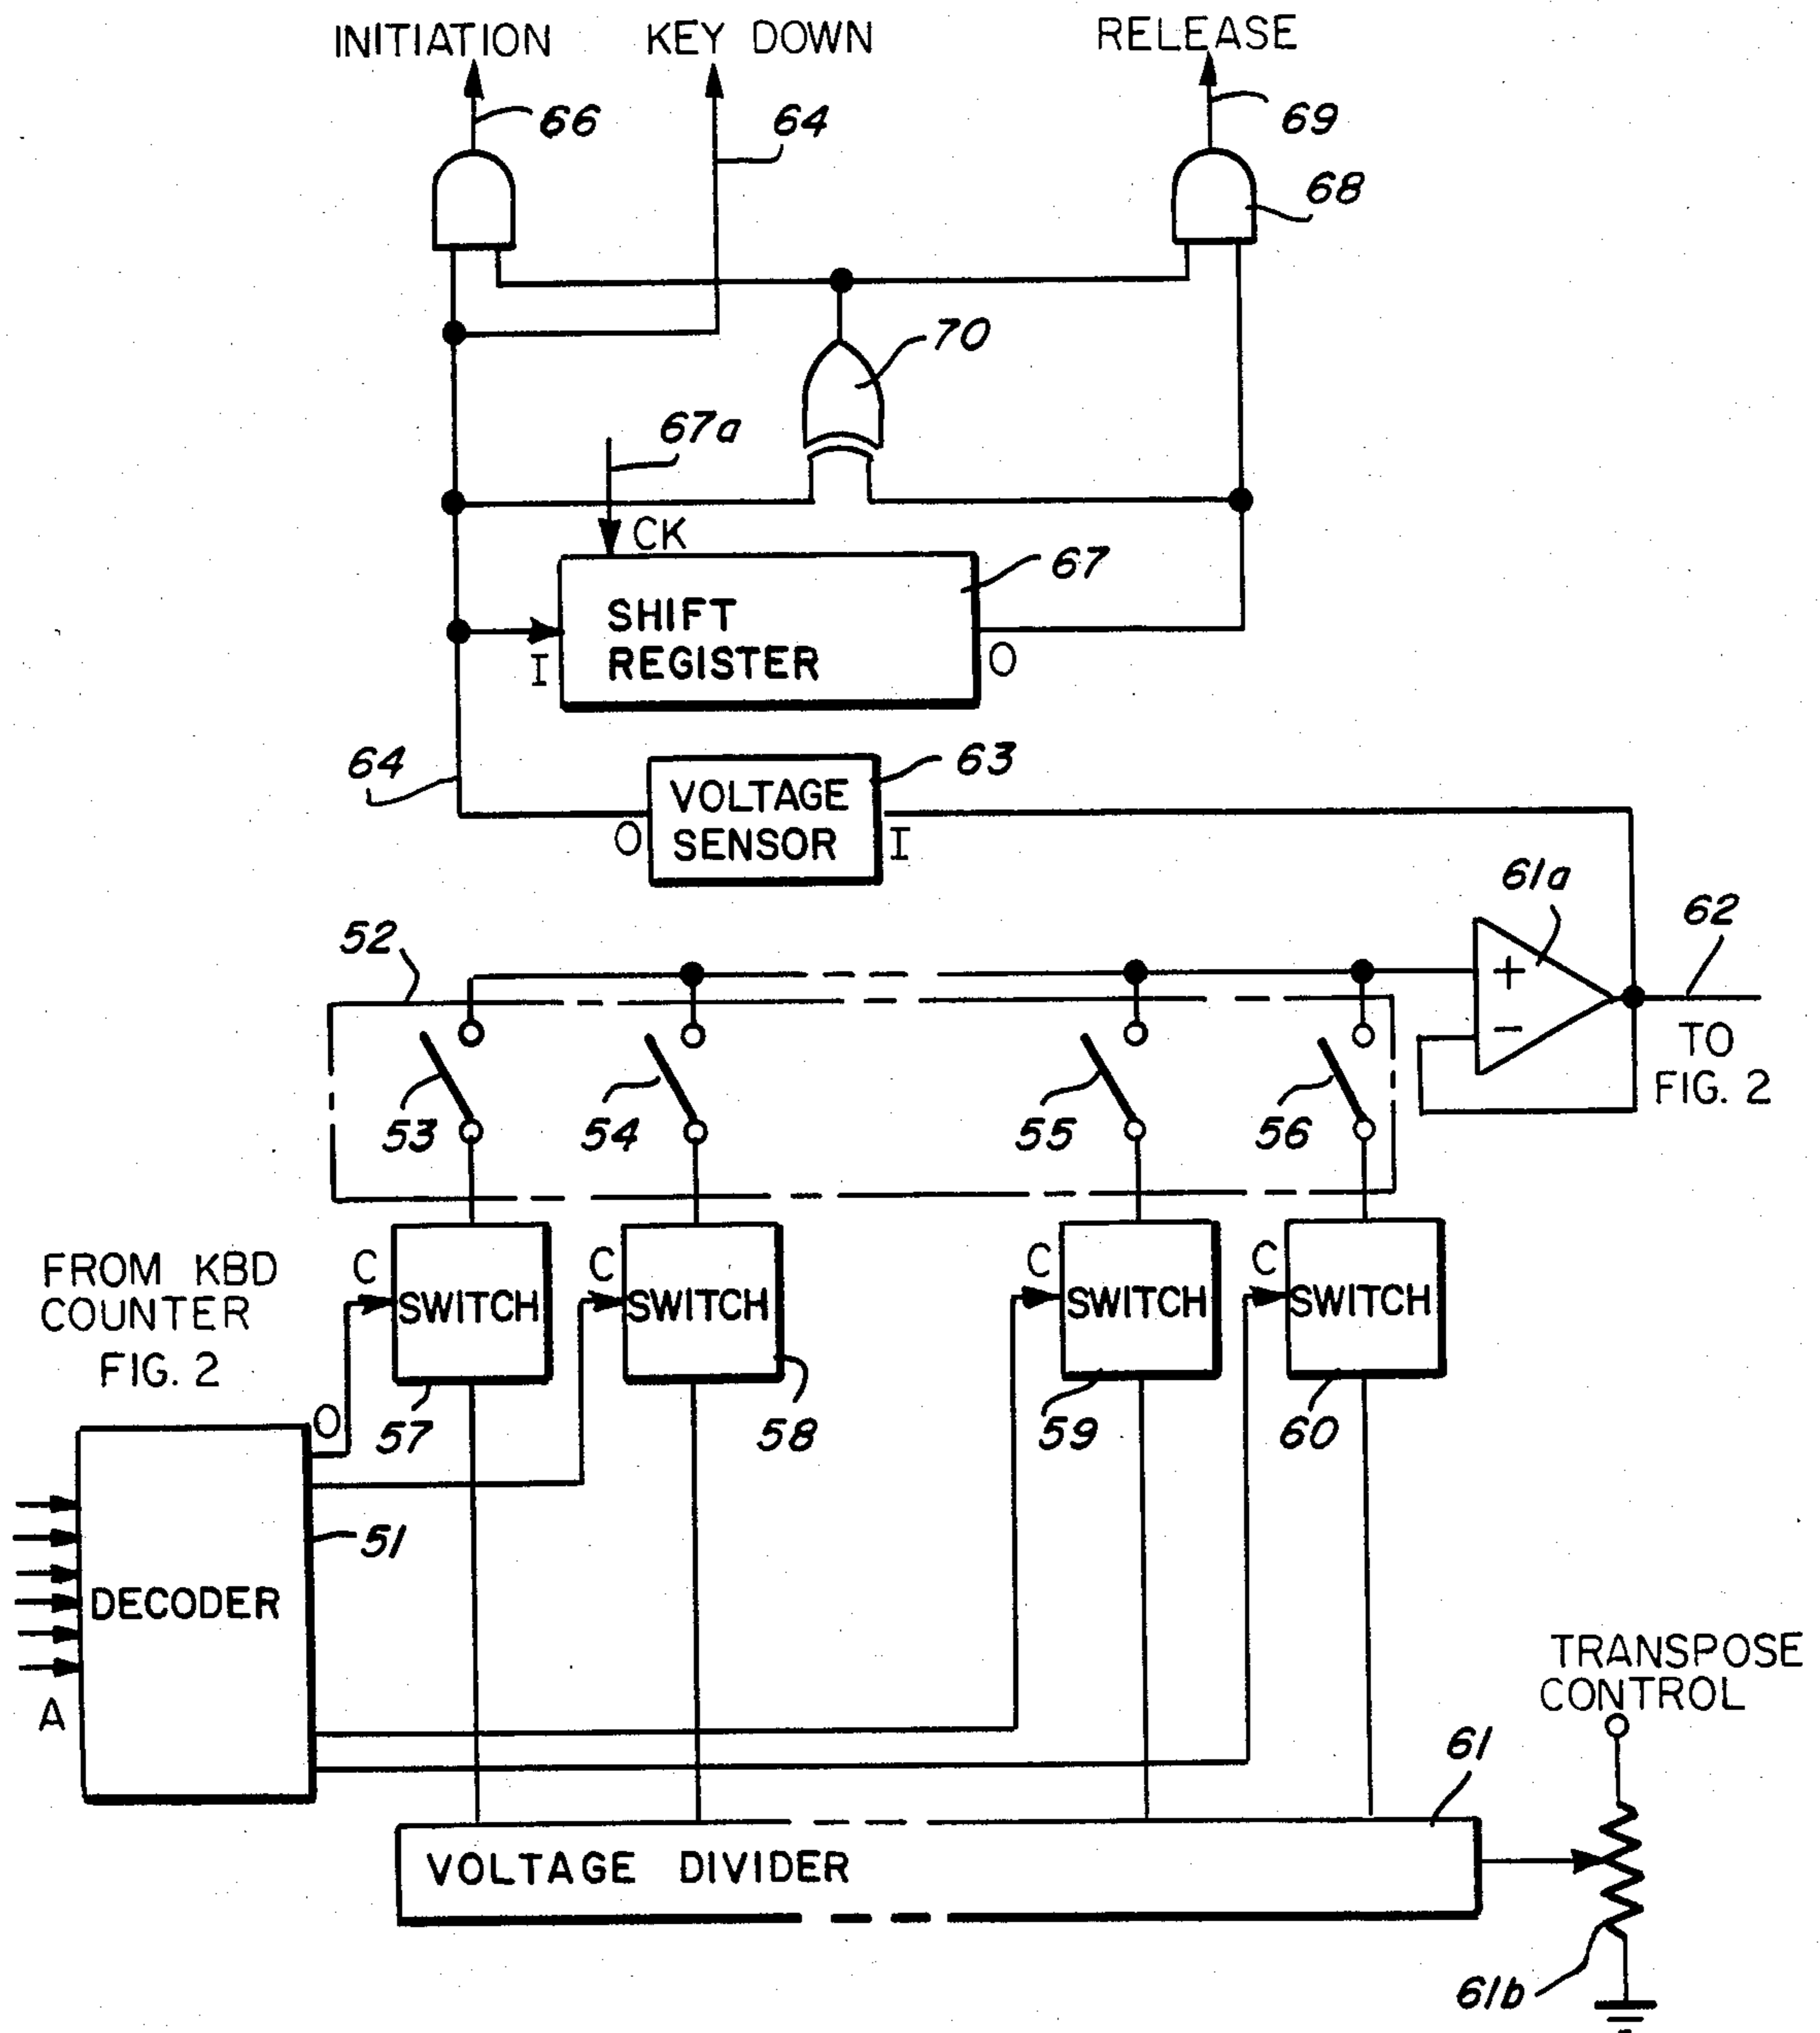 INITIATION
KEY DOWN
RELEASE
66
64
69
68
70
67a
CK
67
SHIFT
REGISTER
I
O
64
63
VOLTAGE
SENSOR
O
I
61a
62
52
+
−
TO
FIG. 2
53
54
55
56
FROM KBD
COUNTER
FIG. 2
C
SWITCH
C
SWITCH
C
SWITCH
C
SWITCH
O
57
58
59
60
51
DECODER
A
TRANSPOSE
CONTROL
61
VOLTAGE DIVIDER
61b